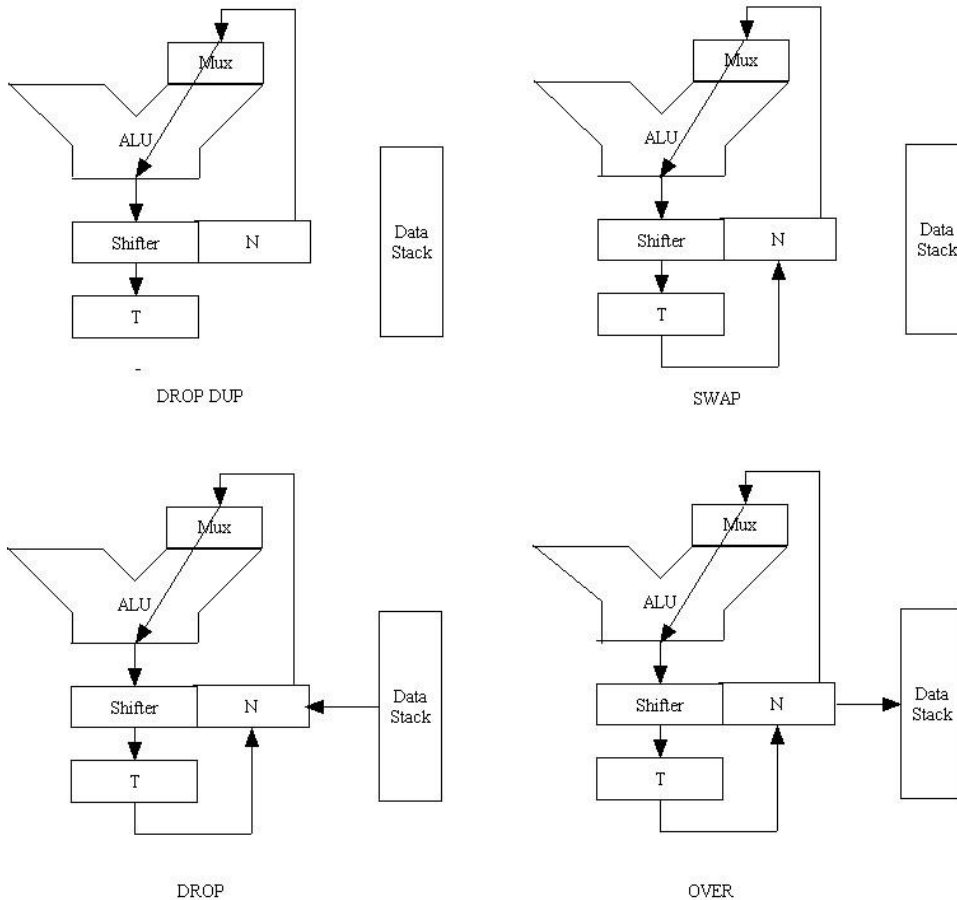 Mux
ALU
Shifter
N
Data
Stack
T
-
DROP DUP
Mux
ALU
Shifter
N
Data
Stack
T
SWAP
Mux
ALU
Shifter
N
Data
Stack
T
DROP
Mux
ALU
Shifter
N
Data
Stack
T
OVER